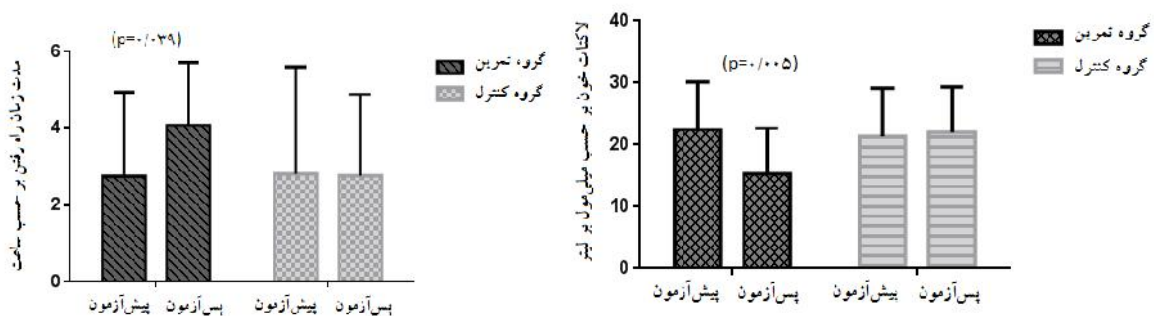 (p=۰/۰۳۹)
مدت زمان راه رفتن بر حسب ساعت
6
4
2
0
پیش‌آزمون
پس‌آزمون
پیش‌آزمون
پس‌آزمون
گروه تمرین
گروه کنترل
(p=۰/۰۰۵)
لاکتات خون بر حسب میلی‌مول بر لیتر
40
30
20
10
0
پیش‌آزمون
پس‌آزمون
پیش‌آزمون
پس‌آزمون
گروه تمرین
گروه کنترل